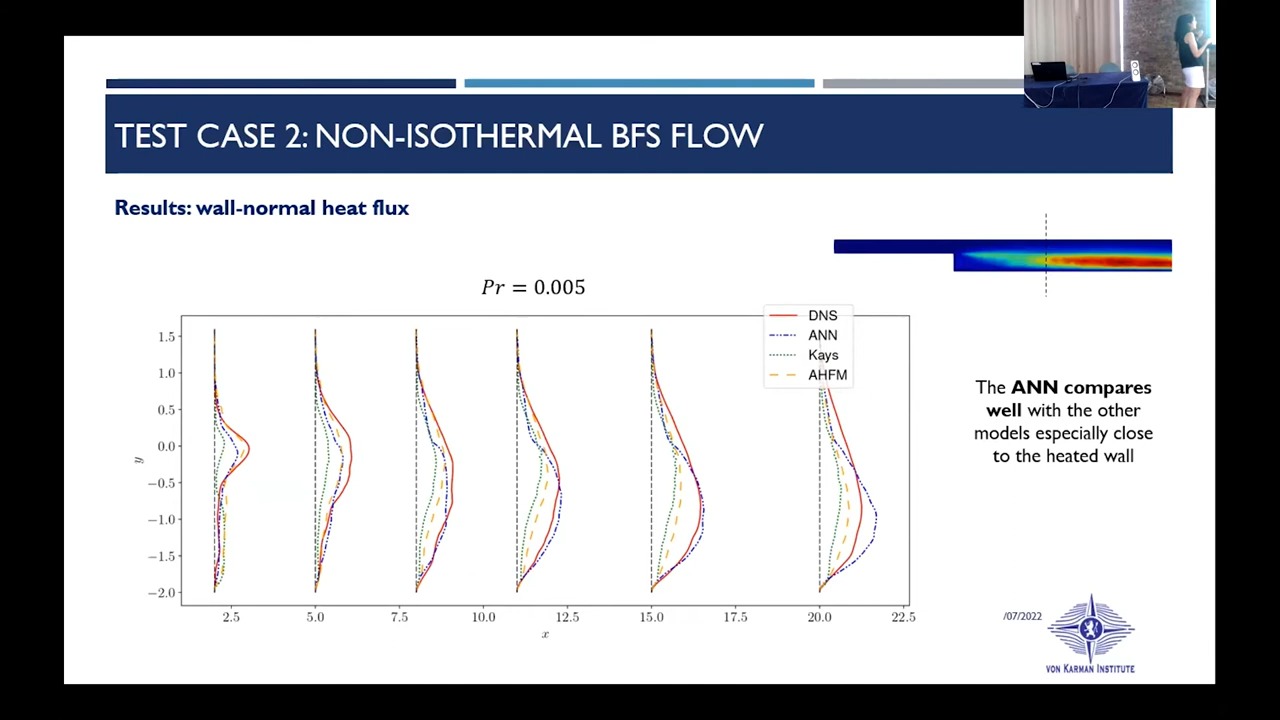 TEST CASE 2: NON-ISOTHERMAL BFS FLOW
Results: wall-normal heat flux
Pr = 0.005
DNS
ANN
Kays
AHFM
1.5
1.0
0.5
0.0
−0.5
−1.0
−1.5
−2.0
y
2.5 5.0 7.5 10.0 12.5 15.0 17.5 20.0 22.5
x
The ANN compares
well with the other
models especially close
to the heated wall
/07/2022
VON KARMAN INSTITUTE